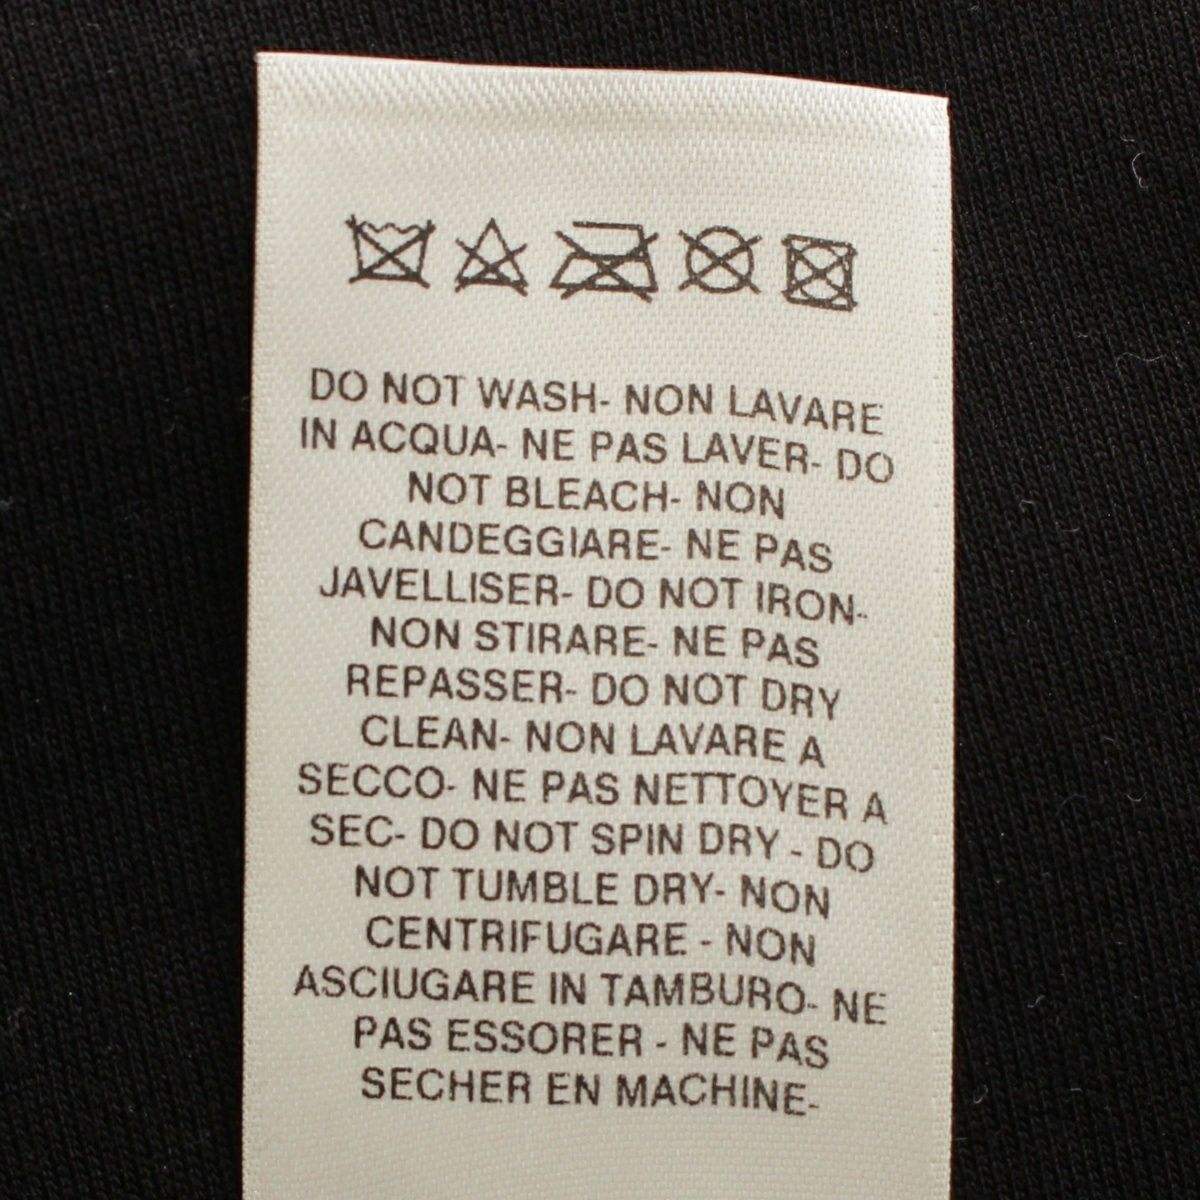 DO NOT WASH- NON LAVARE
IN ACQUA- NE PAS LAVER- DO
NOT BLEACH- NON
CANDEGGIARE- NE PAS
JAVELLISER- DO NOT IRON-
NON STIRARE- NE PAS
REPASSER- DO NOT DRY
CLEAN- NON LAVARE A
SECCO- NE PAS NETTOYER A
SEC- DO NOT SPIN DRY - DO
NOT TUMBLE DRY- NON
CENTRIFUGARE - NON
ASCIUGARE IN TAMBURO- NE
PAS ESSORER - NE PAS
SECHER EN MACHINE-